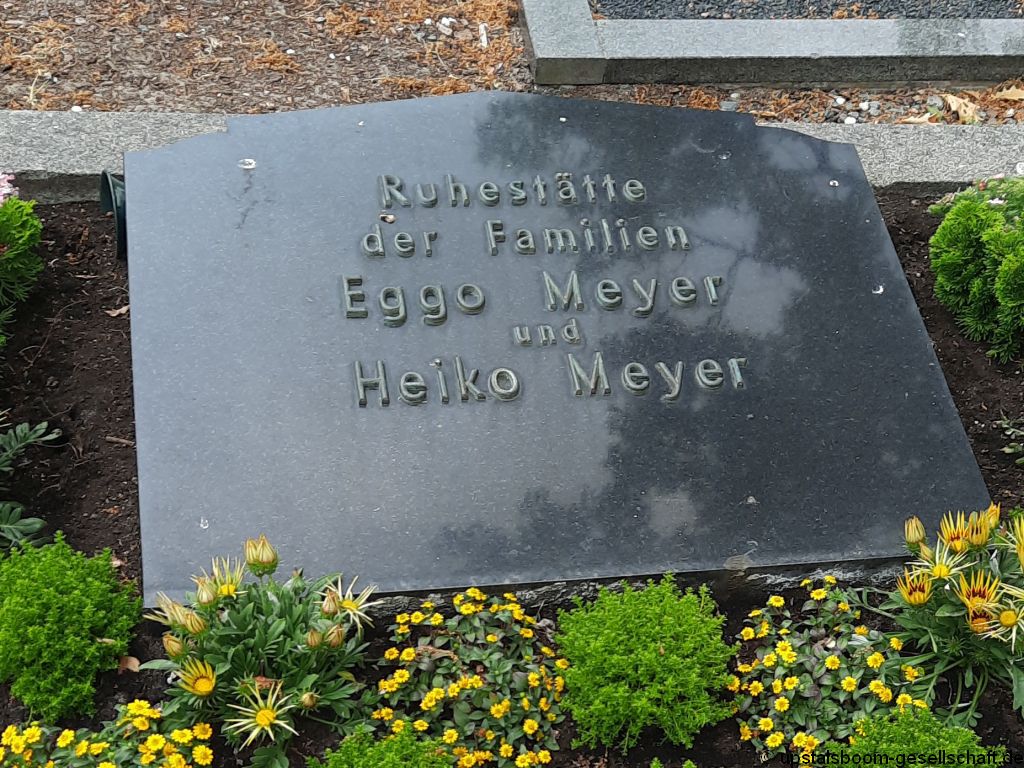 Ruhestätte
der Familien
Eggo Meyer
und
Heiko Meyer
upstalsboom-gesellschaft.de